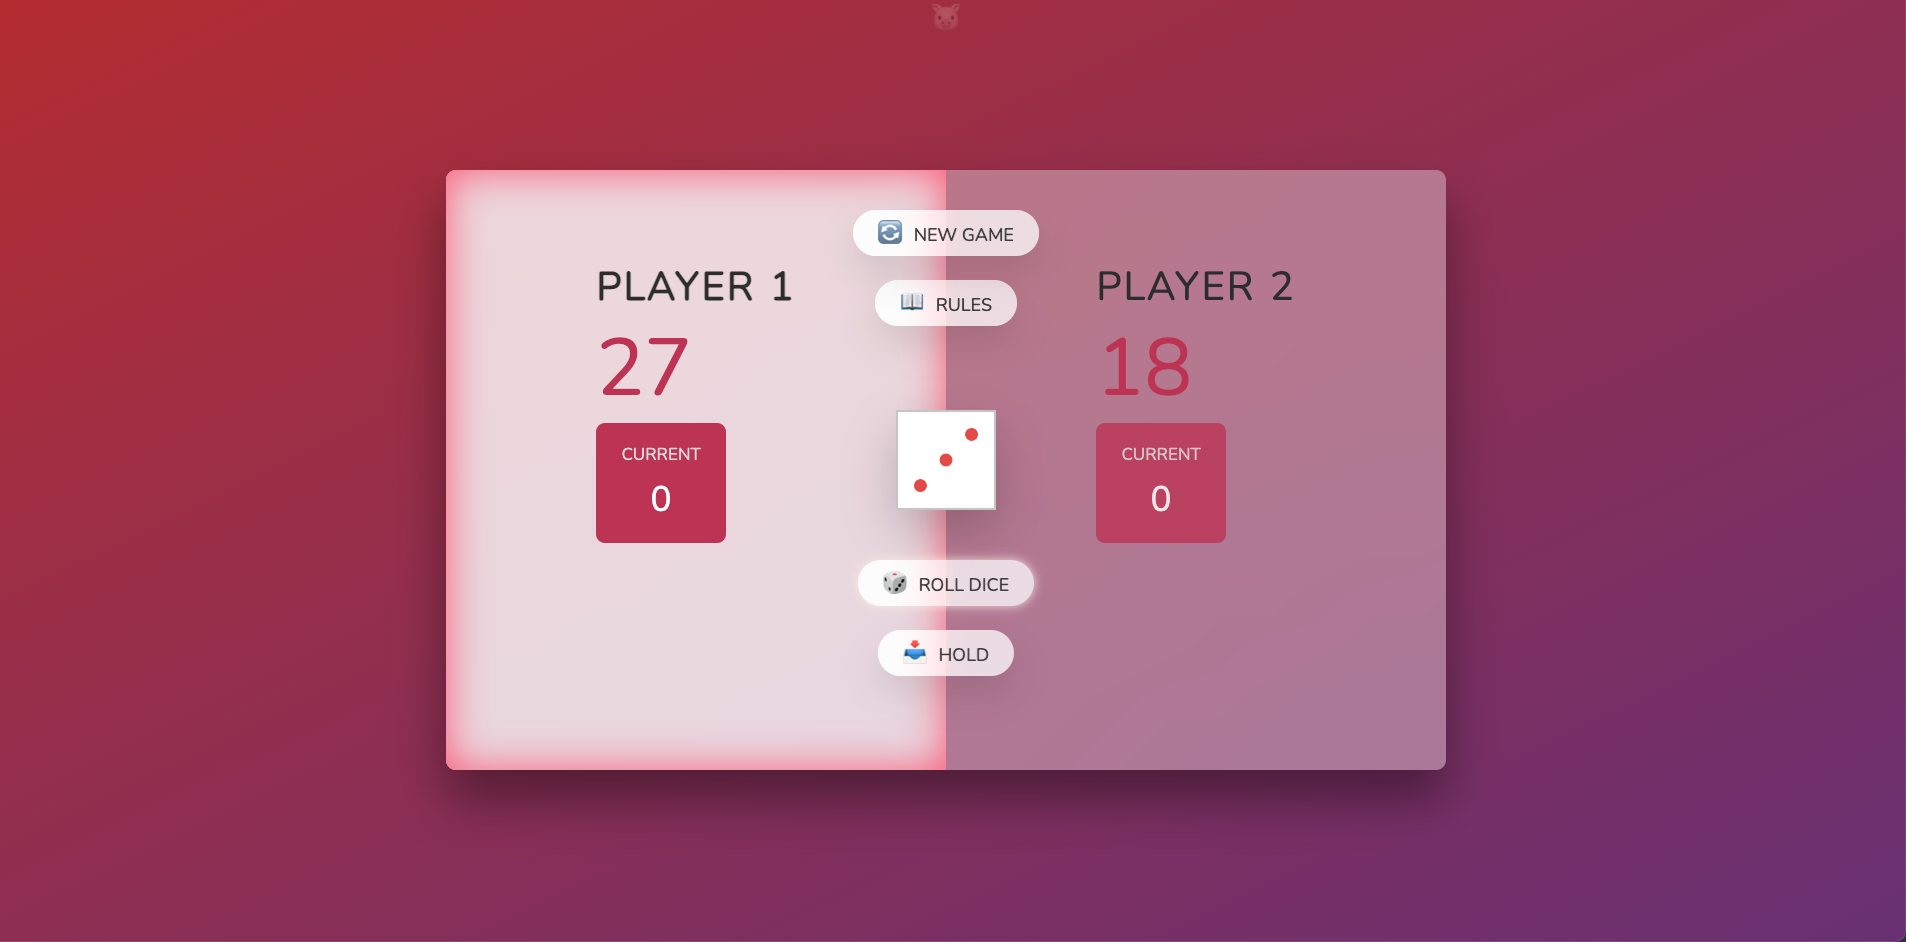 NEW GAME
RULES
PLAYER 1
27
CURRENT
0
PLAYER 2
18
CURRENT
0
ROLL DICE
HOLD